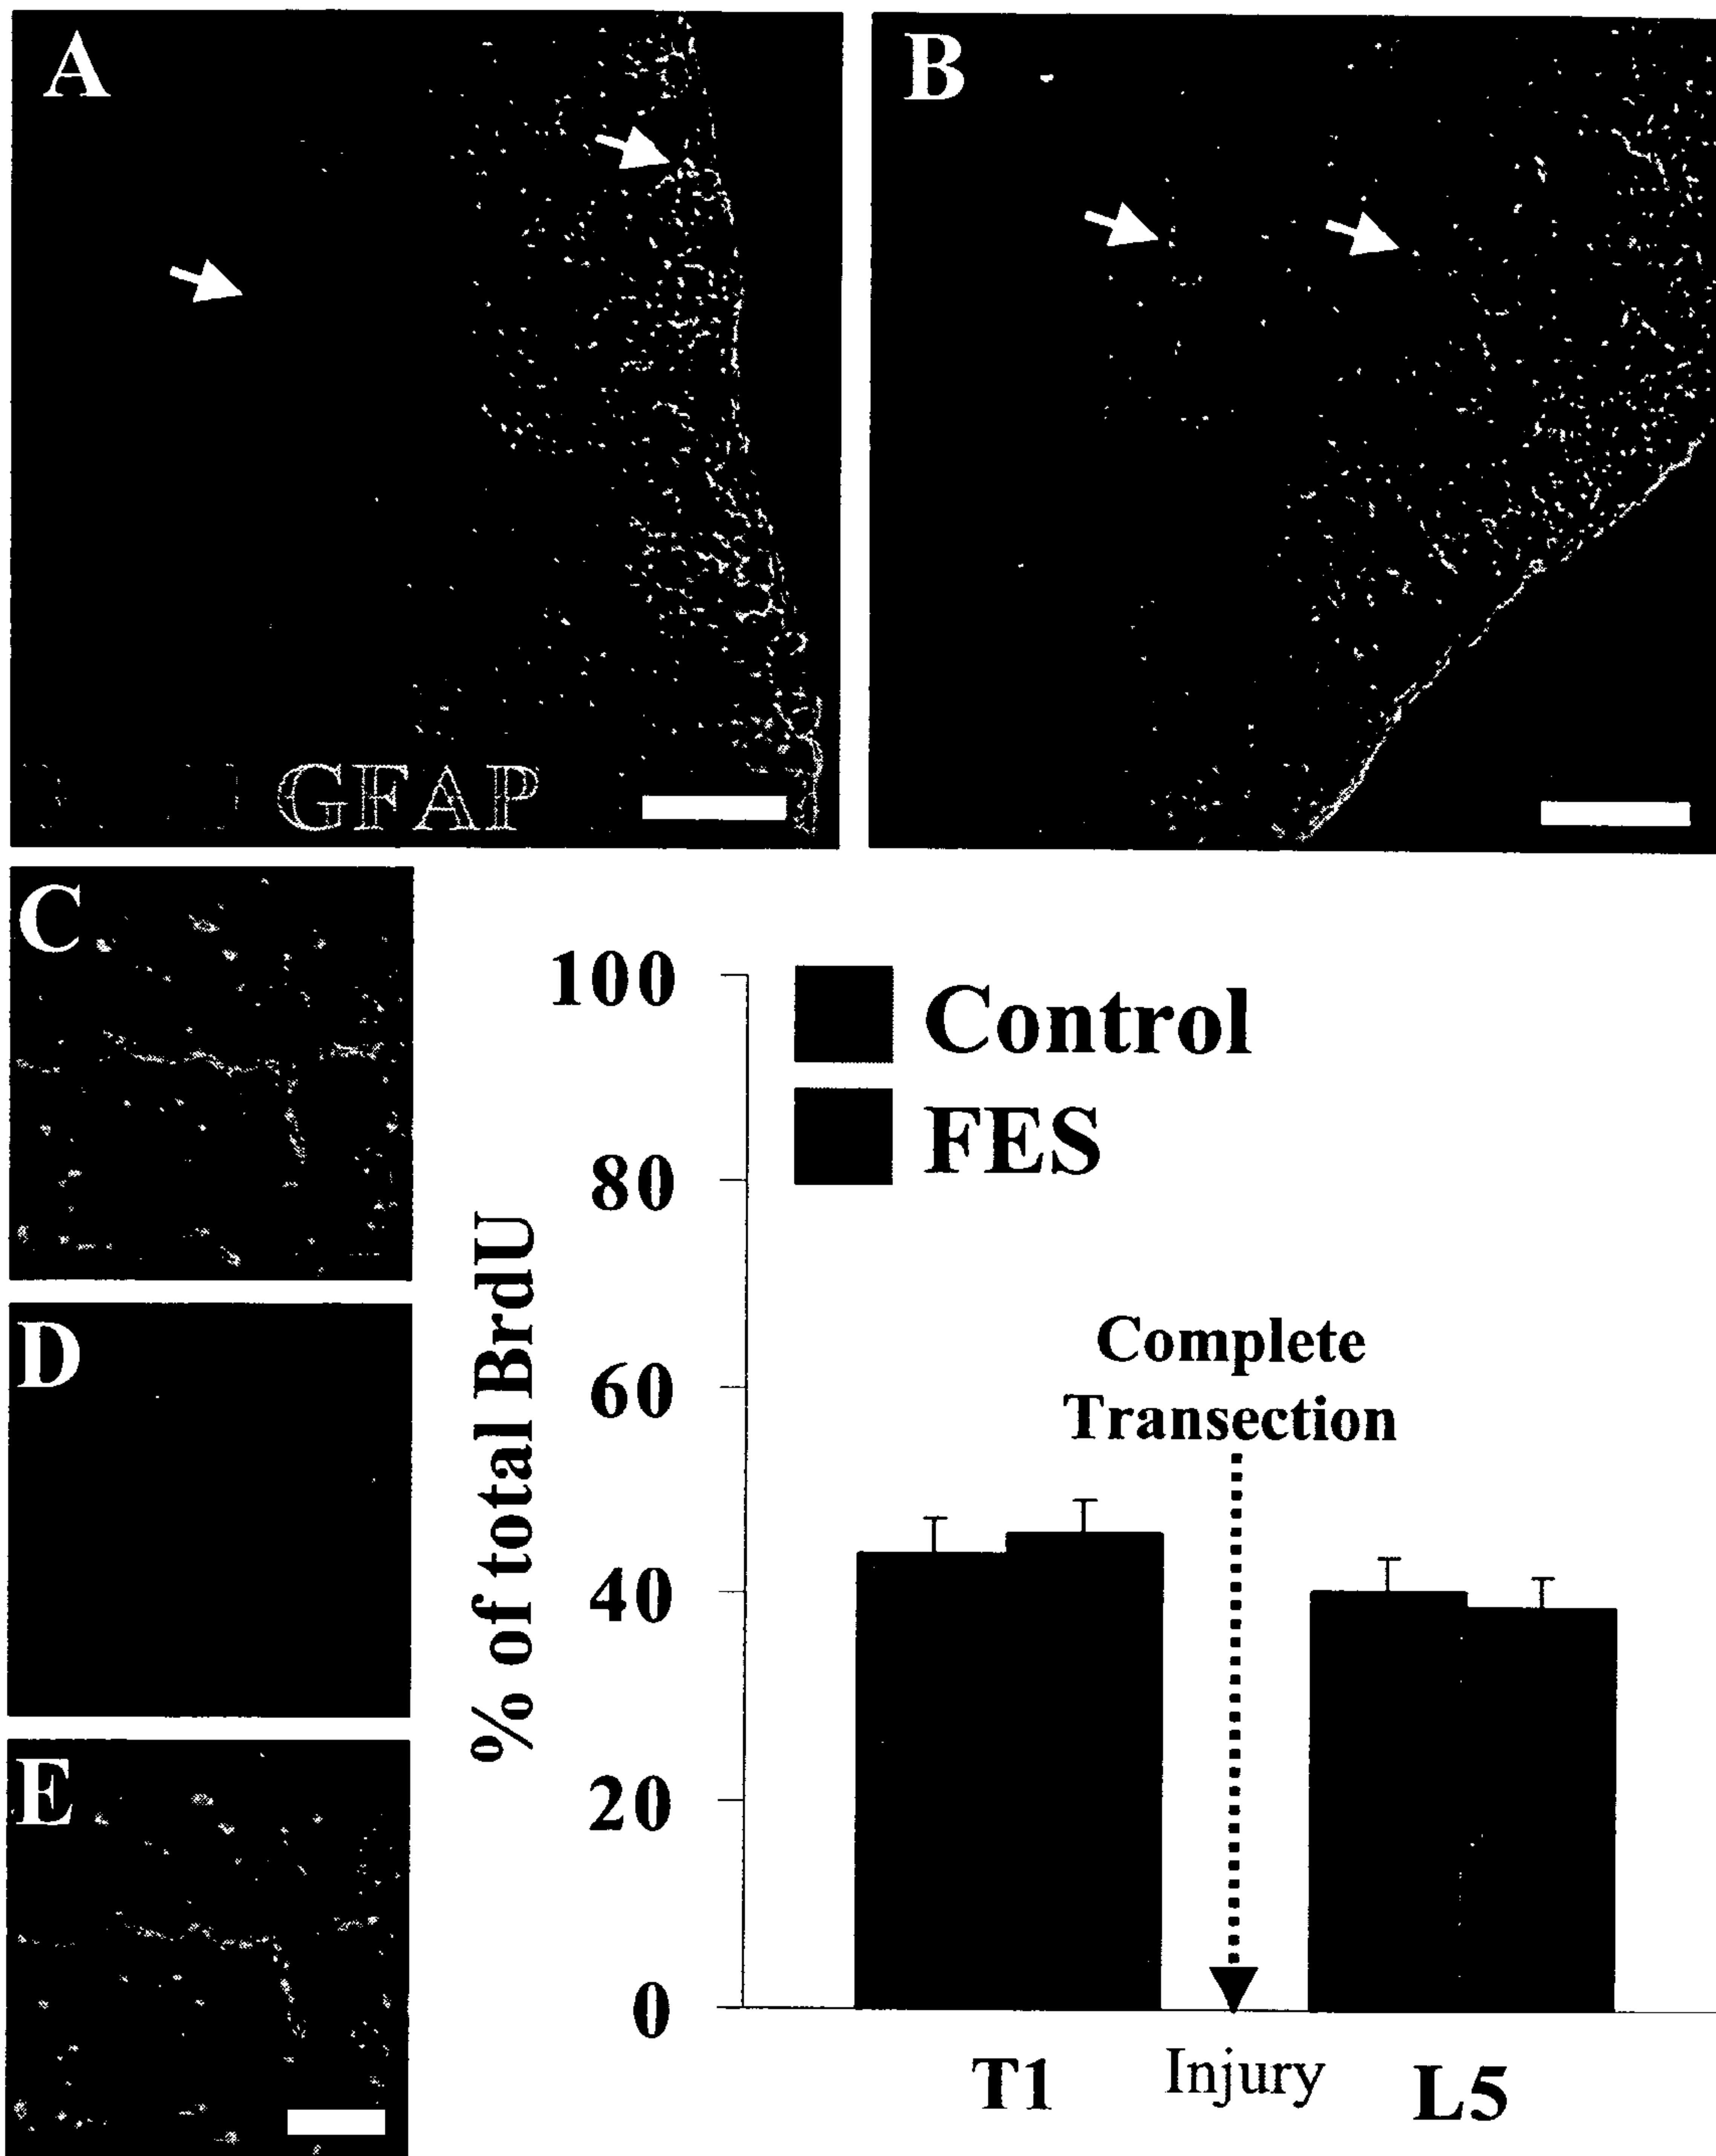 A
B
GFAP
C
D
E
100
80
60
40
20
0
% of total BrdU
Control
FES
Complete
Transection
T1
Injury
L5